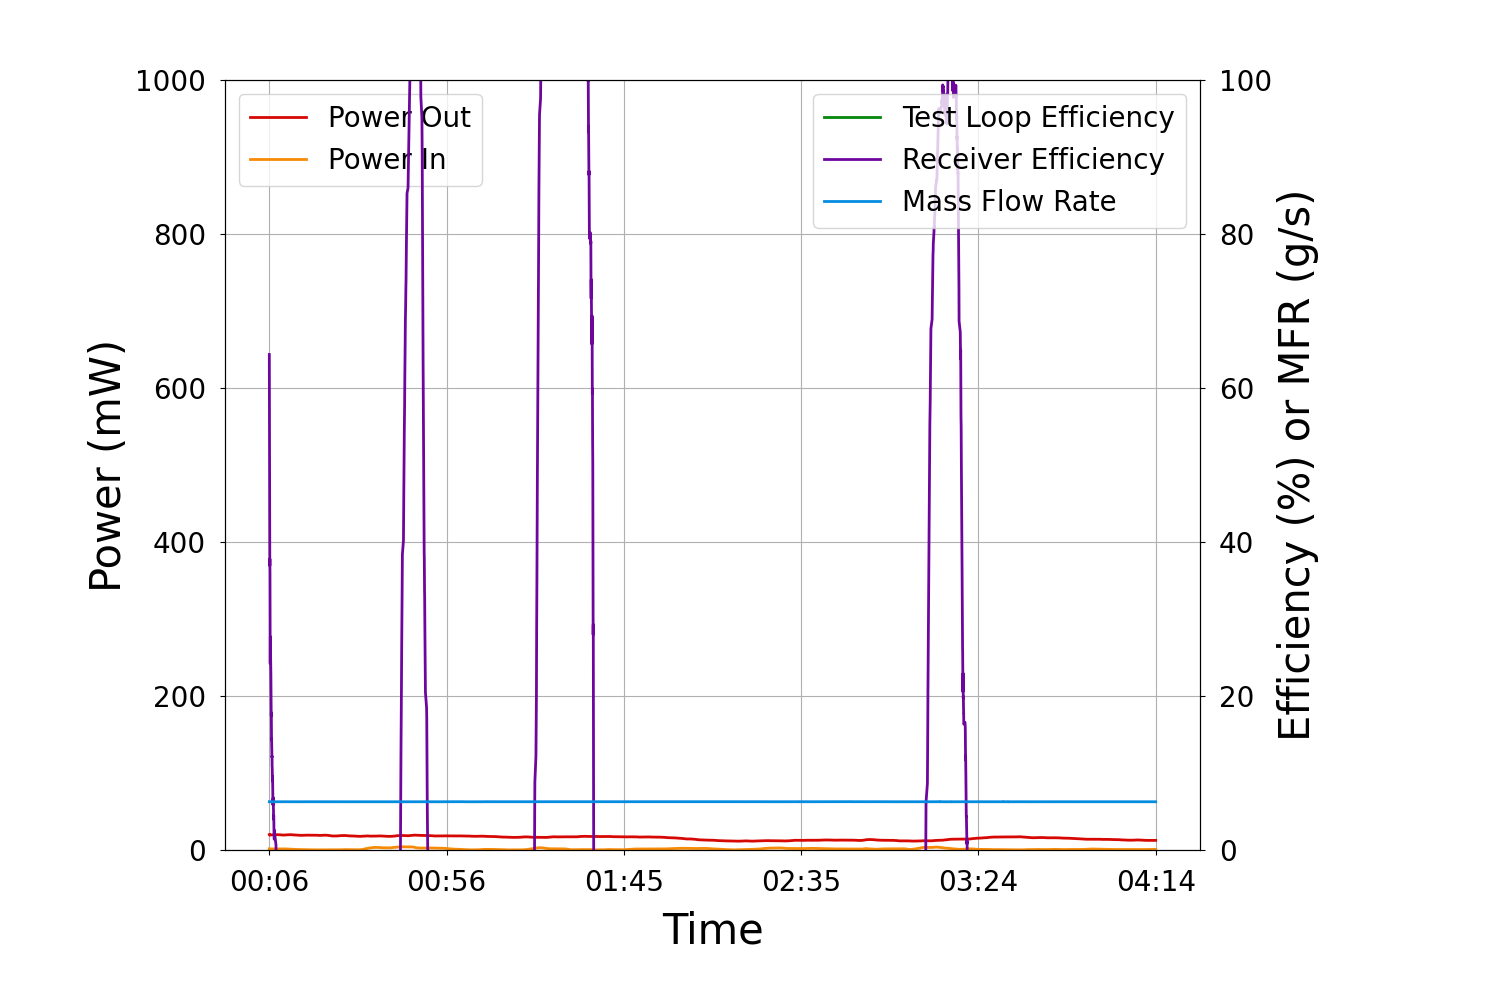 1000
800
600
400
200
0
Power (mW)
Power Out
Power In
Test Loop Efficiency
Receiver Efficiency
Mass Flow Rate
100
80
60
40
20
0
Efficiency (%) or MFR (g/s)
00:06 00:56 01:45 02:35 03:24 04:14
Time